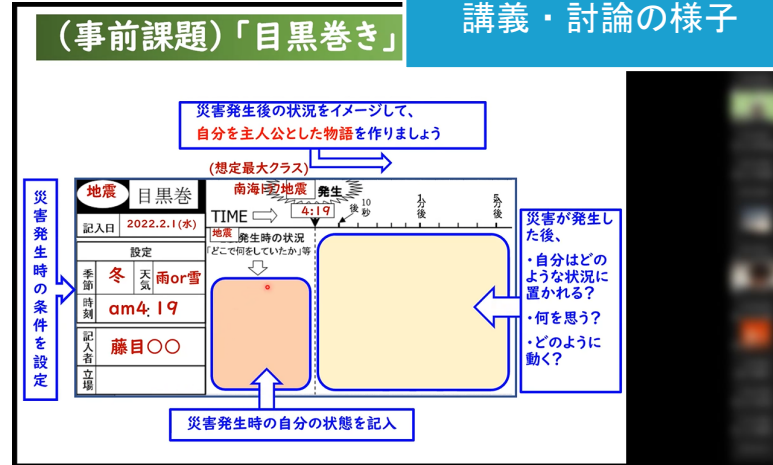 (事前課題)「目黒巻き」
講義・討論の様子
災害発生後の状況をイメージして、
自分を主人公とした物語を作りましょう
(想定最大クラス)
災害発生時の条件を設定
地震
目黒巻
南海トラフ地震
発生
TIME
4:19
後
10秒
1分後
5分後
記入日
2022.2.1(水)
地震
発生時の状況
「どこで何をしていたか」等
設定
季節
冬
天気
雨or雪
時刻
am4:19
記入者
藤目〇〇
立場
災害が発生し
た後、
・自分はどの
ような状況に
置かれる?
・何を思う?
・どのように
動く?
災害発生時の自分の状態を記入